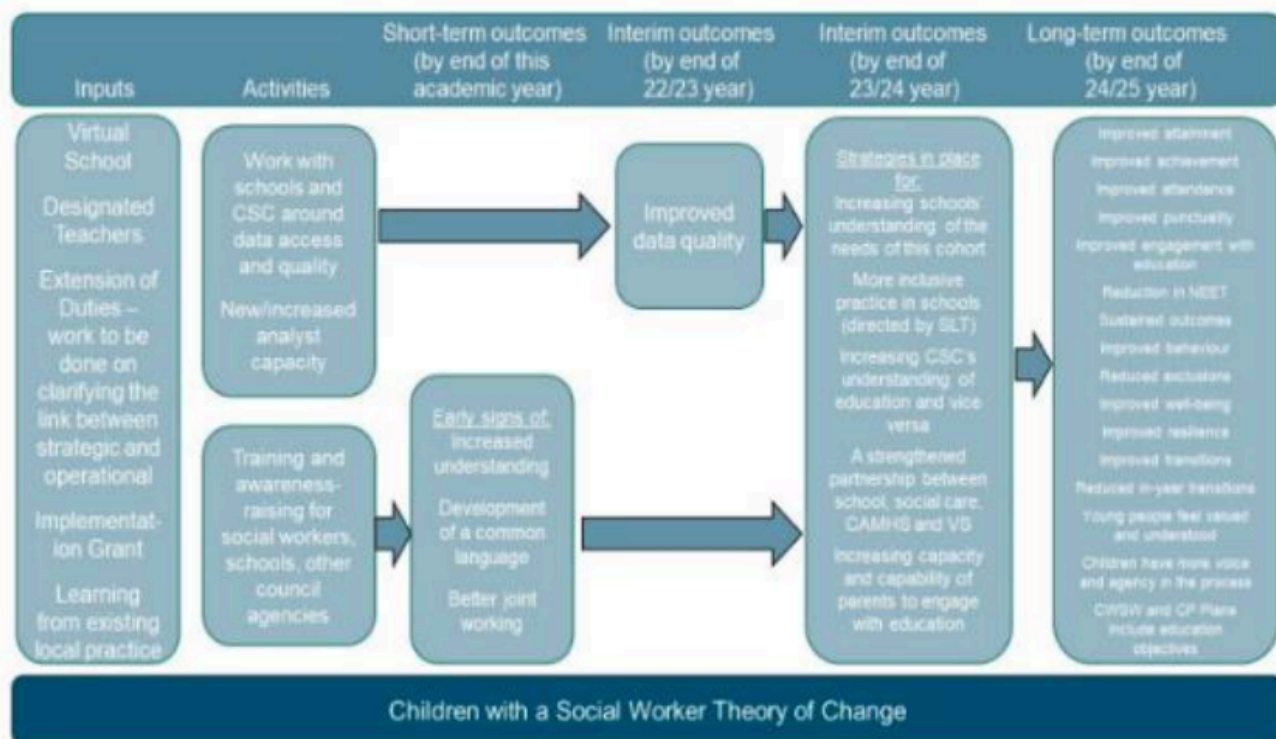 Inputs
Activities
Short-term outcomes
(by end of this
academic year)
Interim outcomes
(by end of
22/23 year)
Interim outcomes
(by end of
23/24 year)
Long-term outcomes
(by end of
24/25 year)
Virtual
School
Designated
Teachers
Extension of
Duties –
work to be
done on
clarifying the
link between
strategic and
operational
Implementat-
ion Grant
Learning
from existing
local practice
Work with
schools and
CSC around
data access
and quality
New/increased
analyst
capacity
Training and
awareness-
raising for
social workers,
schools, other
council
agencies
Early signs of:
Increased
understanding
Development
of a common
language
Better joint
working
Improved
data quality
Strategies in place
for:
Increasing schools'
understanding of the
needs of this cohort
More inclusive
practice in schools
(directed by SLT)
Increasing CSC's
understanding of
education and vice
versa
A strengthened
partnership between
school, social care,
CAMHS and VS
Increasing capacity
and capability of
parents to engage
with education
Improved attainment
Improved achievement
Improved attendance
Improved punctuality
Improved engagement with
education
Reduction in NEET
Sustained outcomes
Improved behaviour
Reduced exclusions
Improved well-being
Improved resilience
Improved transitions
Reduced in-year transitions
Young people feel valued
and understood
Children have more voice
and agency in the process
CWSW and CP Plans
include education
objectives
Children with a Social Worker Theory of Change